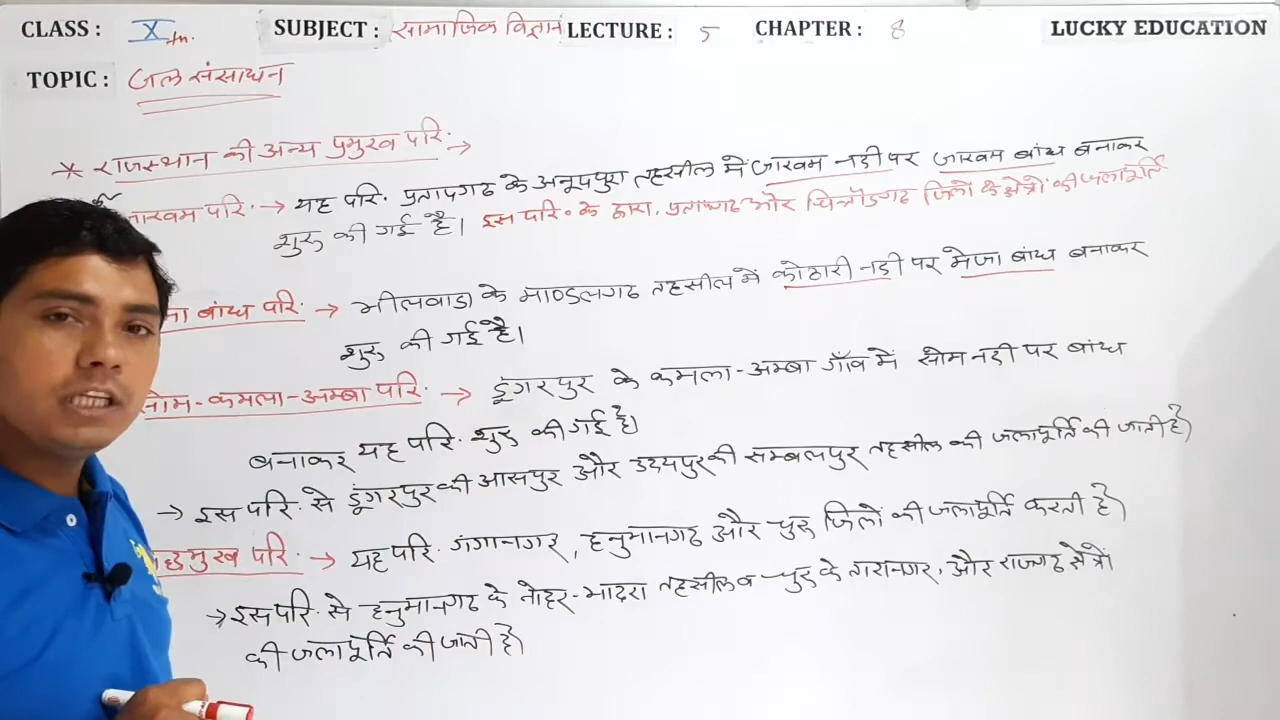 CLASS : X th. SUBJECT : सामाजिक विज्ञान LECTURE : 5 CHAPTER : 8 LUCKY EDUCATION
TOPIC : जल संसाधन
* राजस्थान की अन्य प्रमुख परि. →
जाखम परि. → यह परि. प्रतापगढ के अनूपपुरा तहसील में जाखम नदी पर जाखम बांध बनाकर
शुरु की गई है। इस परि० के द्वारा, प्रतापगढ और चित्तौडगढ जिलों के क्षेत्रों की जलापूर्ति
बांध परि. → भीलवाडा के माण्डलगढ तहसील में कोठारी नदी पर मेजा बांध बनाकर
शुरु की गई है।
सोम-कमला-अम्बा परि. → डूंगरपुर के कमला-अम्बा गाँव में सोम नदी पर बांध
बनाकर यह परि. शुरु की गई है।
→ इस परि. से डूंगरपुर की आसपुर और उदयपुर की सम्बलपुर तहसील की जलापूर्ति की जाती है।
परि. → यह परि. गंगानगर, हनुमानगढ और चुरु जिलों की जलापूर्ति करती है।
→ इस परि. से हनुमानगढ के नोहर-भादरा तहसील व चुरु के तारानगर, और राजगढ क्षेत्रों
की जलापूर्ति की जाती है।